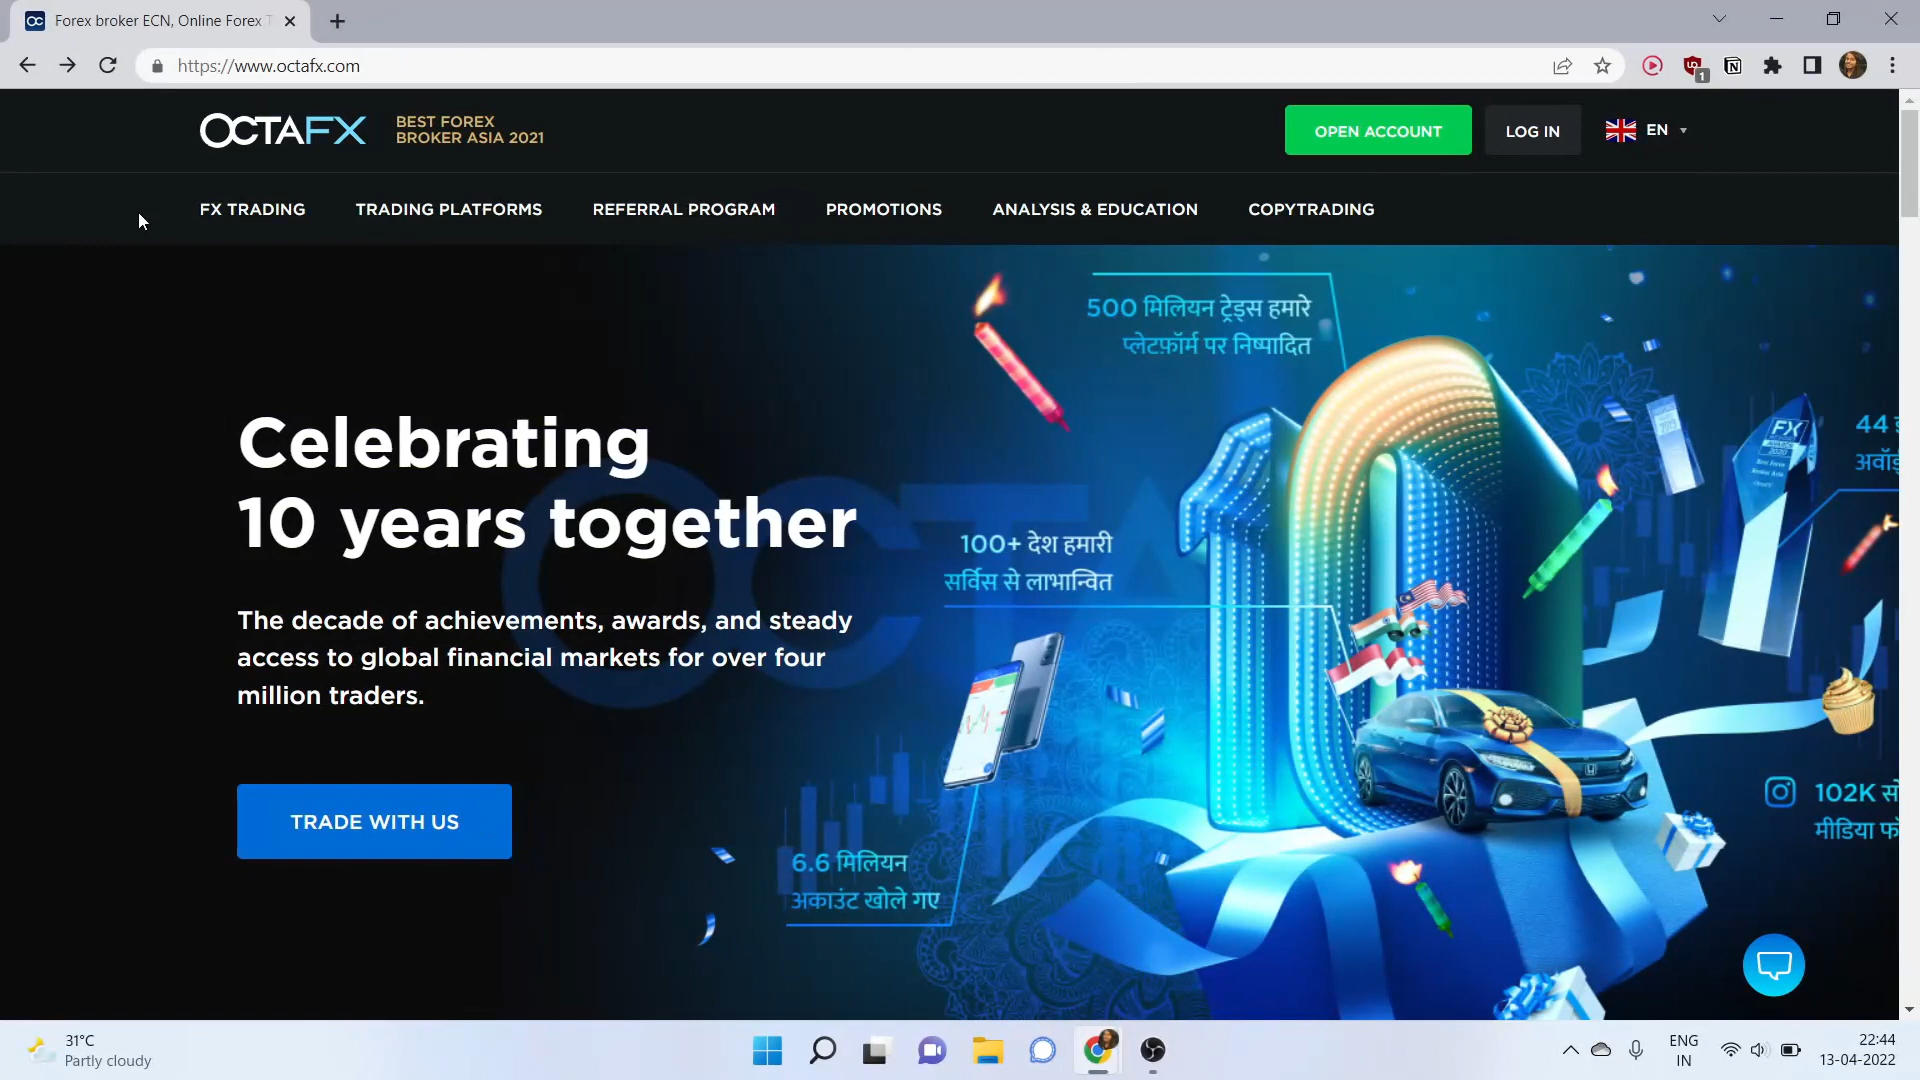 Forex broker ECN, Online Forex T
https://www.octafx.com
1
OCTAFX
BEST FOREX
BROKER ASIA 2021
OPEN ACCOUNT
LOG IN
EN
FX TRADING
TRADING PLATFORMS
REFERRAL PROGRAM
PROMOTIONS
ANALYSIS & EDUCATION
COPYTRADING
500 मिलियन ट्रेड्स हमारे
प्लेटफ़ॉर्म पर निष्पादित
Celebrating
10 years together
The decade of achievements, awards, and steady
access to global financial markets for over four
million traders.
TRADE WITH US
100+ देश हमारी
सर्विस से लाभान्वित
6.6 मिलियन
अकाउंट खोले गए
44
FX
102K
मीडिया
31°C
Partly cloudy
ENG
IN
22:44
13-04-2022